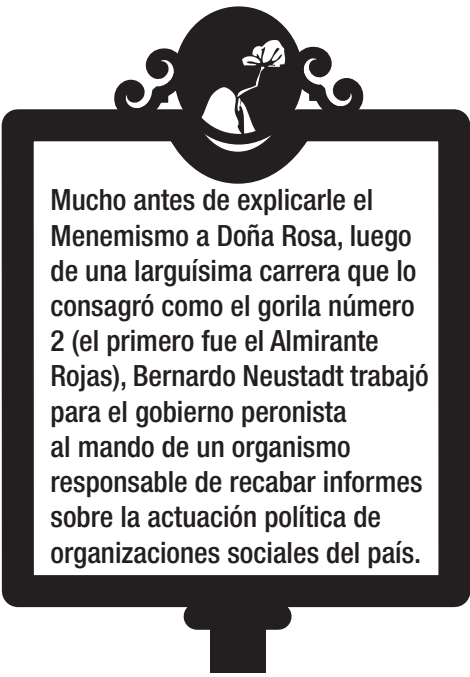 Mucho antes de explicarle el
Menemismo a Doña Rosa, luego
de una larguísima carrera que lo
consagró como el gorila número
2 (el primero fue el Almirante
Rojas), Bernardo Neustadt trabajó
para el gobierno peronista
al mando de un organismo
responsable de recabar informes
sobre la actuación política de
organizaciones sociales del país.